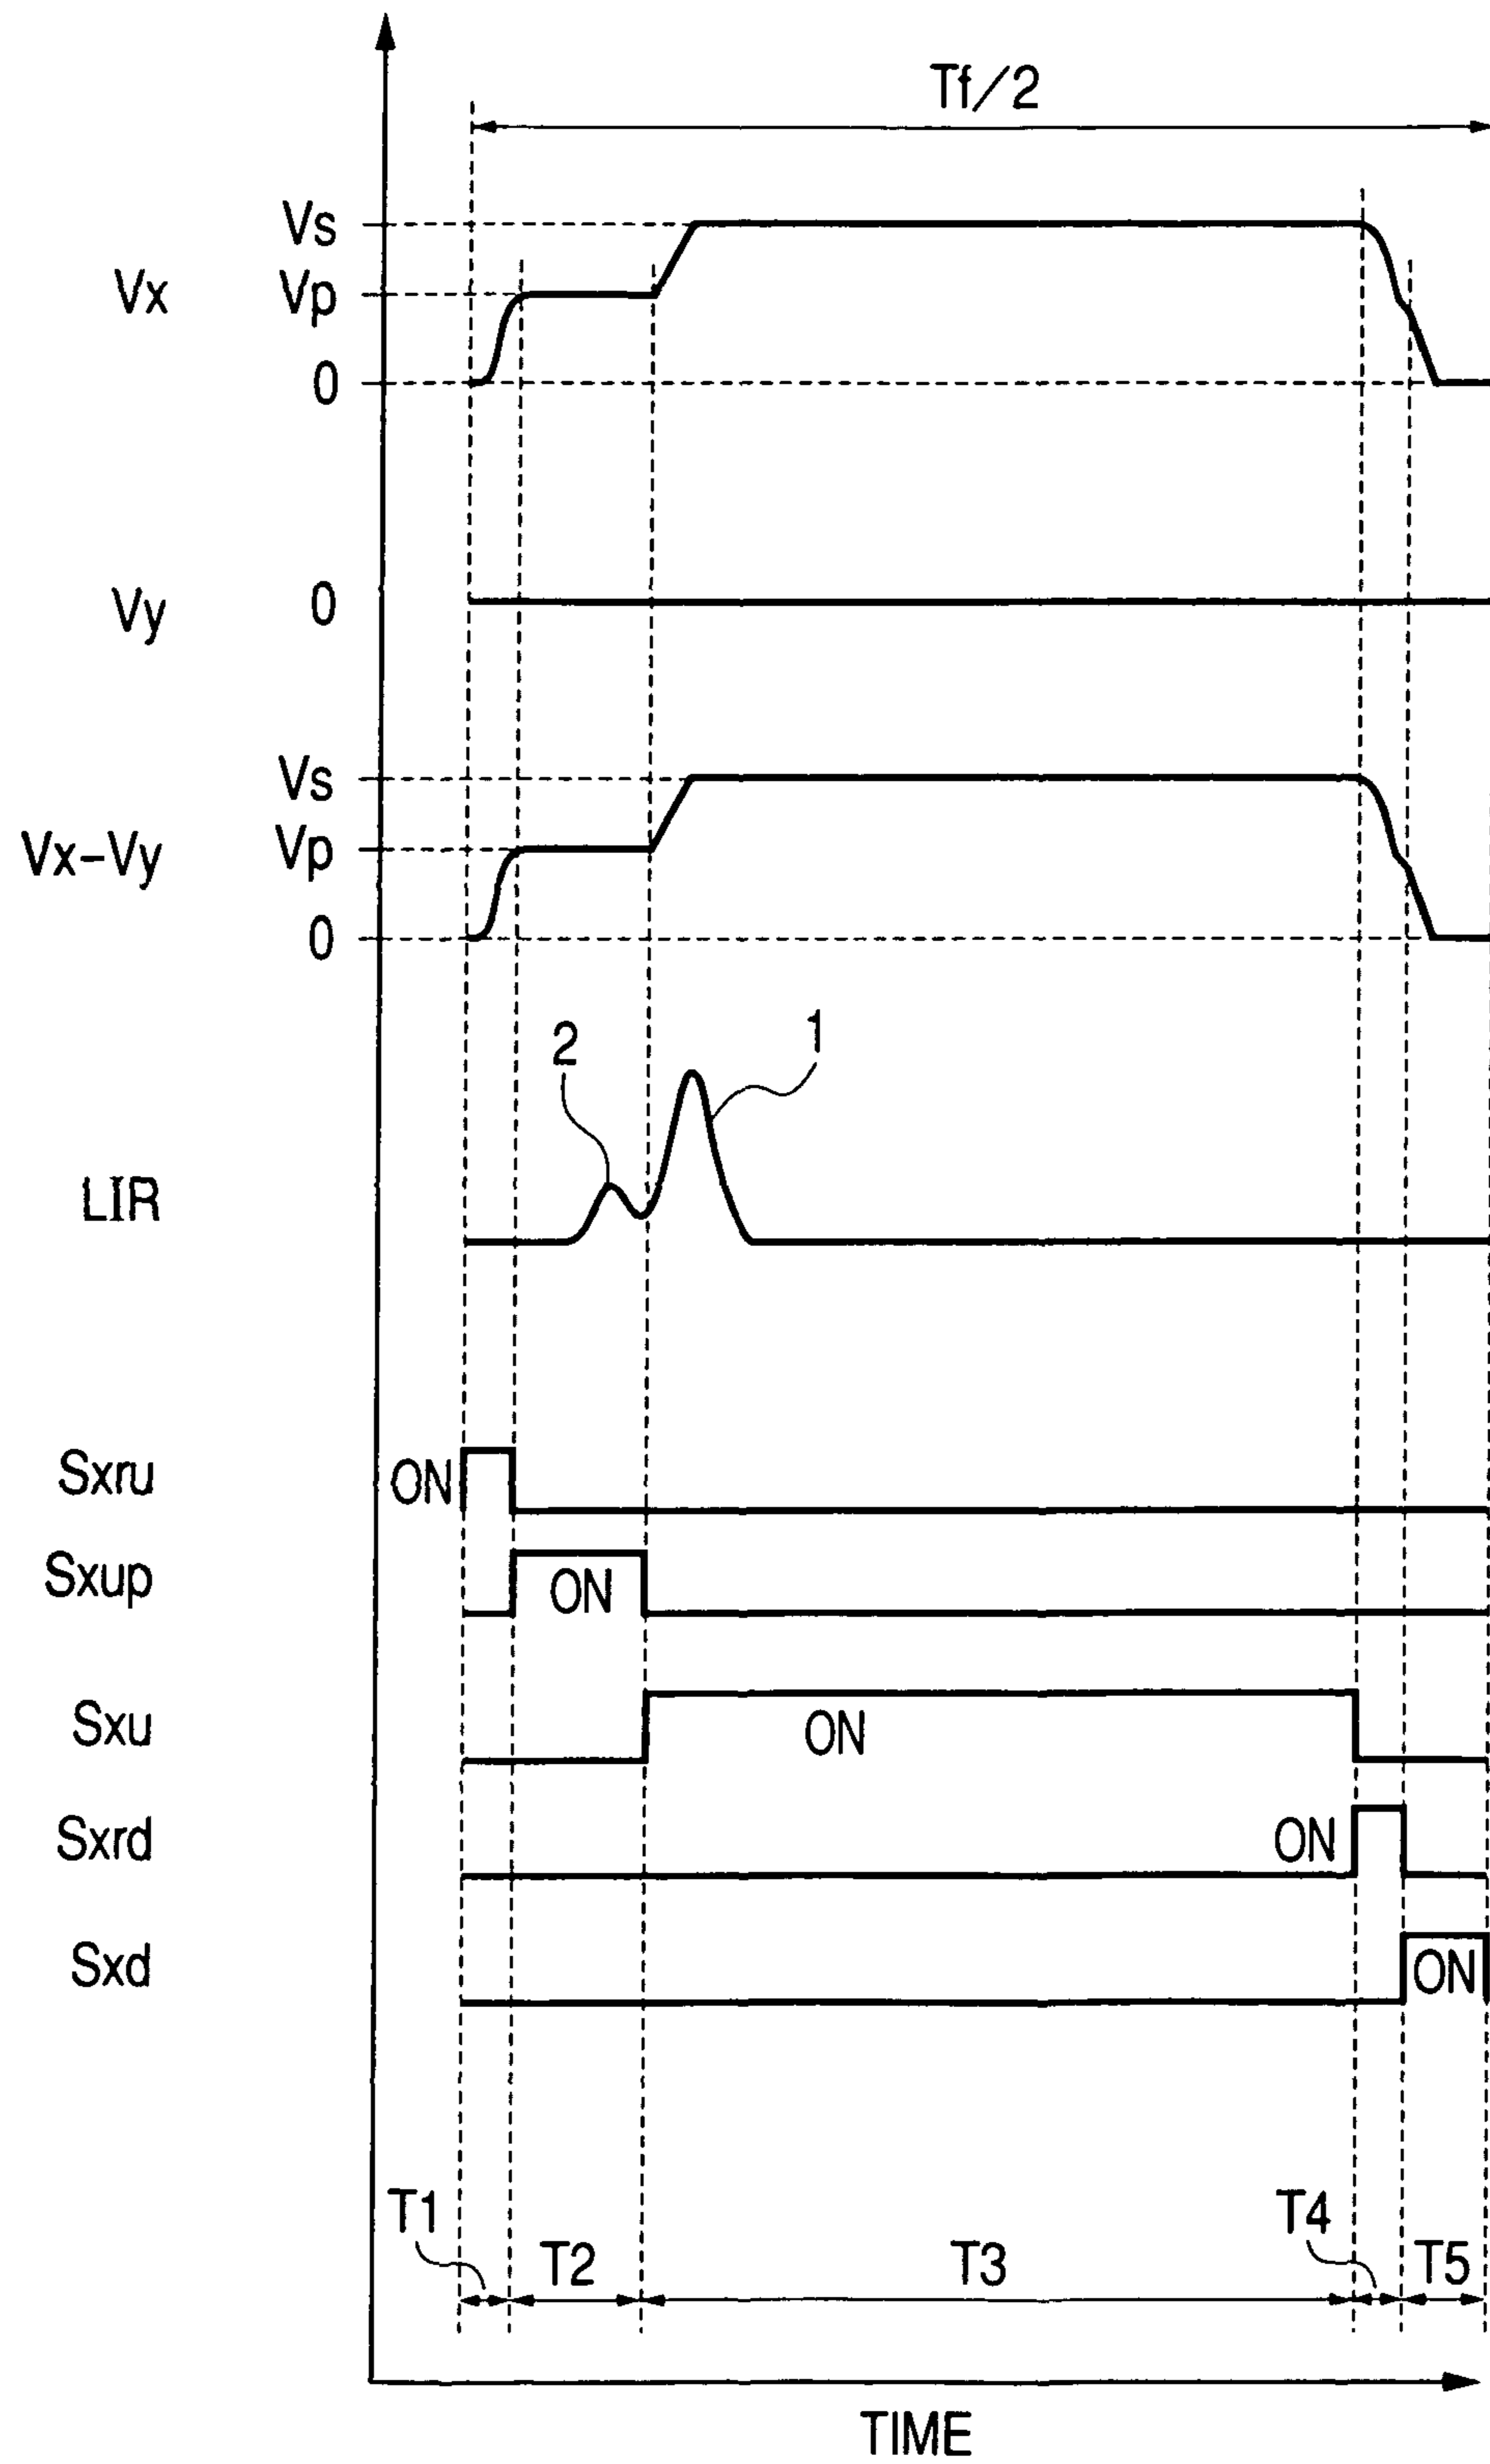 Tf/2
Vs
Vx Vp
0
Vy 0
Vs
Vx-Vy Vp
0
2 1
LIR
Sxru ON
Sxup ON
Sxu ON
Sxrd ON
Sxd ON
T1 T2 T3 T4 T5
TIME